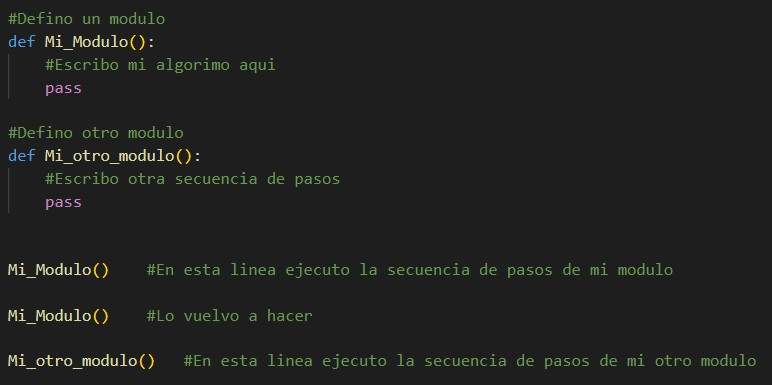 #Defino un modulo
def Mi_Modulo():
    #Escribo mi algorimo aqui
    pass
#Defino otro modulo
def Mi_otro_modulo():
    #Escribo otra secuencia de pasos
    pass
Mi_Modulo()    #En esta linea ejecuto la secuencia de pasos de mi modulo
Mi_Modulo()    #Lo vuelvo a hacer
Mi_otro_modulo()   #En esta linea ejecuto la secuencia de pasos de mi otro modulo